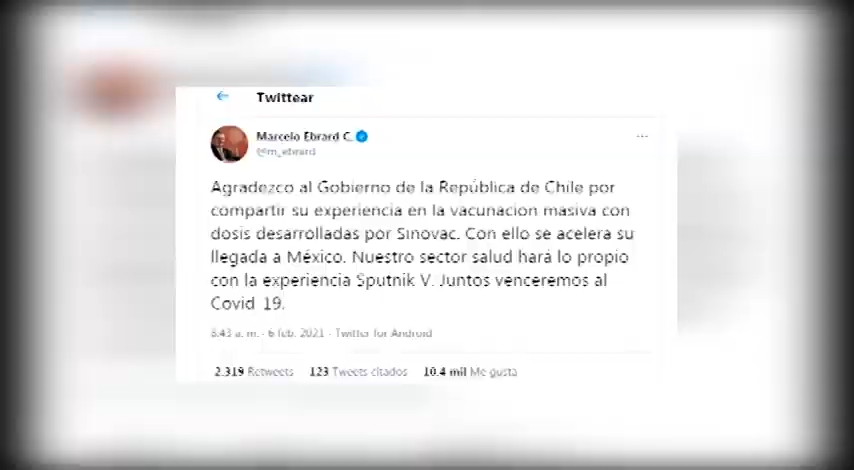 Twittear
Marcelo Ebrard C.
@m_ebrard
Agradezco al Gobierno de la República de Chile por
compartir su experiencia en la vacunacion masiva con
dosis desarrolladas por Sinovac. Con ello se acelera su
llegada a México. Nuestro sector salud hará lo propio
con la experiencia Sputnik V. Juntos venceremos al
Covid 19.
8:43 a. m. · 6 feb. 2021 · Twitter for Android
2.319 Retweets 123 Tweets citados 10,4 mil Me gusta